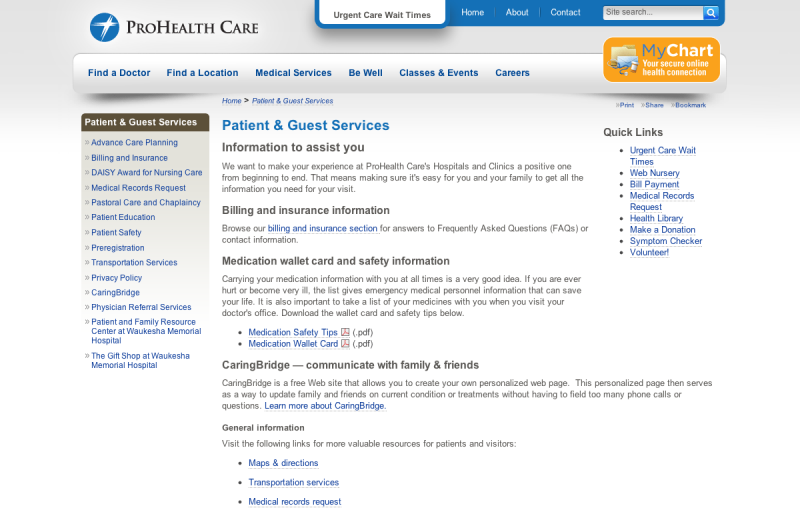 Urgent Care Wait Times
Home
About
Contact
Site search...
PROHEALTH CARE
MyChart
Your secure online
health connection
Find a Doctor
Find a Location
Medical Services
Be Well
Classes & Events
Careers
Home > Patient & Guest Services
»Print »Share »Bookmark
Patient & Guest Services
» Advance Care Planning
» Billing and Insurance
» DAISY Award for Nursing Care
» Medical Records Request
» Pastoral Care and Chaplaincy
» Patient Education
» Patient Safety
» Preregistration
» Transportation Services
» Privacy Policy
» CaringBridge
» Physician Referral Services
» Patient and Family Resource
Center at Waukesha Memorial
Hospital
» The Gift Shop at Waukesha
Memorial Hospital
Patient & Guest Services
Information to assist you
We want to make your experience at ProHealth Care's Hospitals and Clinics a positive one
from beginning to end. That means making sure it's easy for you and your family to get all the
information you need for your visit.
Billing and insurance information
Browse our billing and insurance section for answers to Frequently Asked Questions (FAQs) or
contact information.
Medication wallet card and safety information
Carrying your medication information with you at all times is a very good idea. If you are ever
hurt or become very ill, the list gives emergency medical personnel information that can save
your life. It is also important to take a list of your medicines with you when you visit your
doctor's office. Download the wallet card and safety tips below.
• Medication Safety Tips (.pdf)
• Medication Wallet Card (.pdf)
CaringBridge — communicate with family & friends
CaringBridge is a free Web site that allows you to create your own personalized web page. This personalized page then serves
as a way to update family and friends on current condition or treatments without having to field too many phone calls or
questions. Learn more about CaringBridge.
General information
Visit the following links for more valuable resources for patients and visitors:
• Maps & directions
• Transportation services
• Medical records request
Quick Links
• Urgent Care Wait
Times
• Web Nursery
• Bill Payment
• Medical Records
Request
• Health Library
• Make a Donation
• Symptom Checker
• Volunteer!